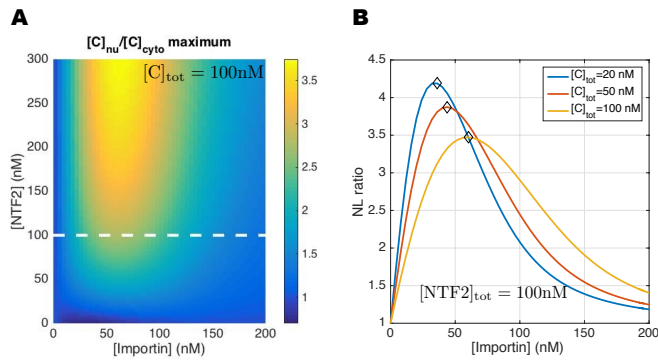 A
B
[C]nu/[C]cyto maximum
[C]tot = 100nM
300
250
200
150
100
50
0
[NTF2] (nM)
0
50
100
150
200
[Importin] (nM)
3.5
3
2.5
2
1.5
1
4.5
4
3.5
3
2.5
2
1.5
1
NL ratio
[C]tot=20 nM
[C]tot=50 nM
[C]tot=100 nM
[NTF2]tot = 100nM
0
50
100
150
200
[Importin] (nM)